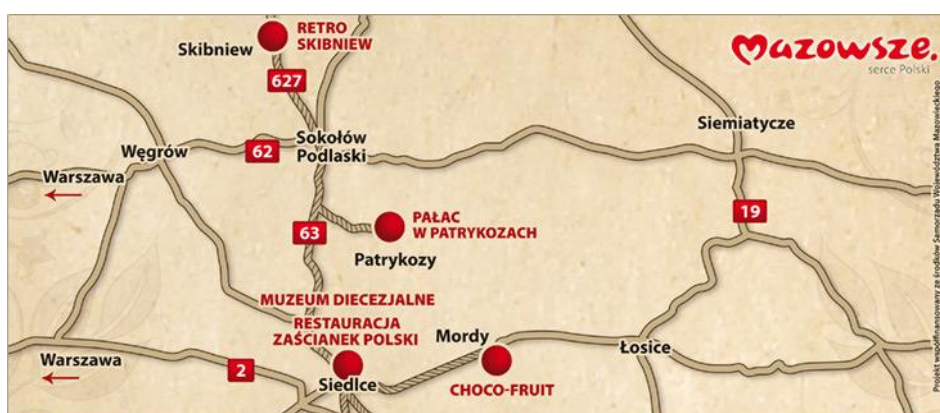 RETRO
SKIBNIEW
Skibniew
Mazowsze.
serce Polski
627
Siemiatycze
Sokołów
Podlaski
Węgrów
62
Warszawa
19
63
PAŁAC
W PATRYKOZACH
Patrykozy
MUZEUM DIECEZJALNE
RESTAURACJA
ZAŚCIANEK POLSKI
Mordy
Łosice
Warszawa
2
Siedlce
CHOCO-FRUIT
Projekt współfinansowany ze środków Samorządu Województwa Mazowieckiego